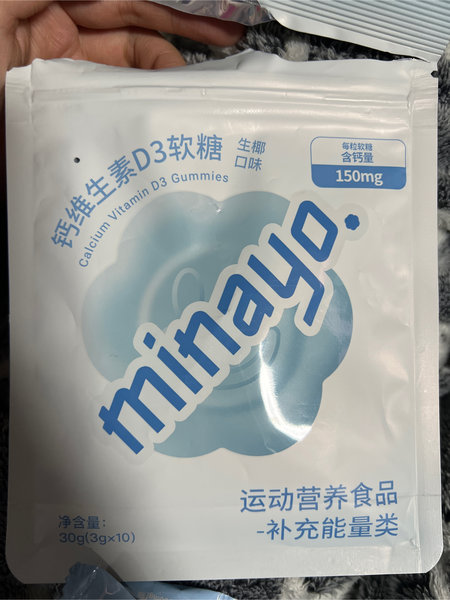 钙维生素D3软糖
Calcium Vitamin D3 Gummies
生椰
口味
每粒软糖
含钙量
150mg
minayo
运动营养食品
-补充能量类
净含量：
30g(3g×10)